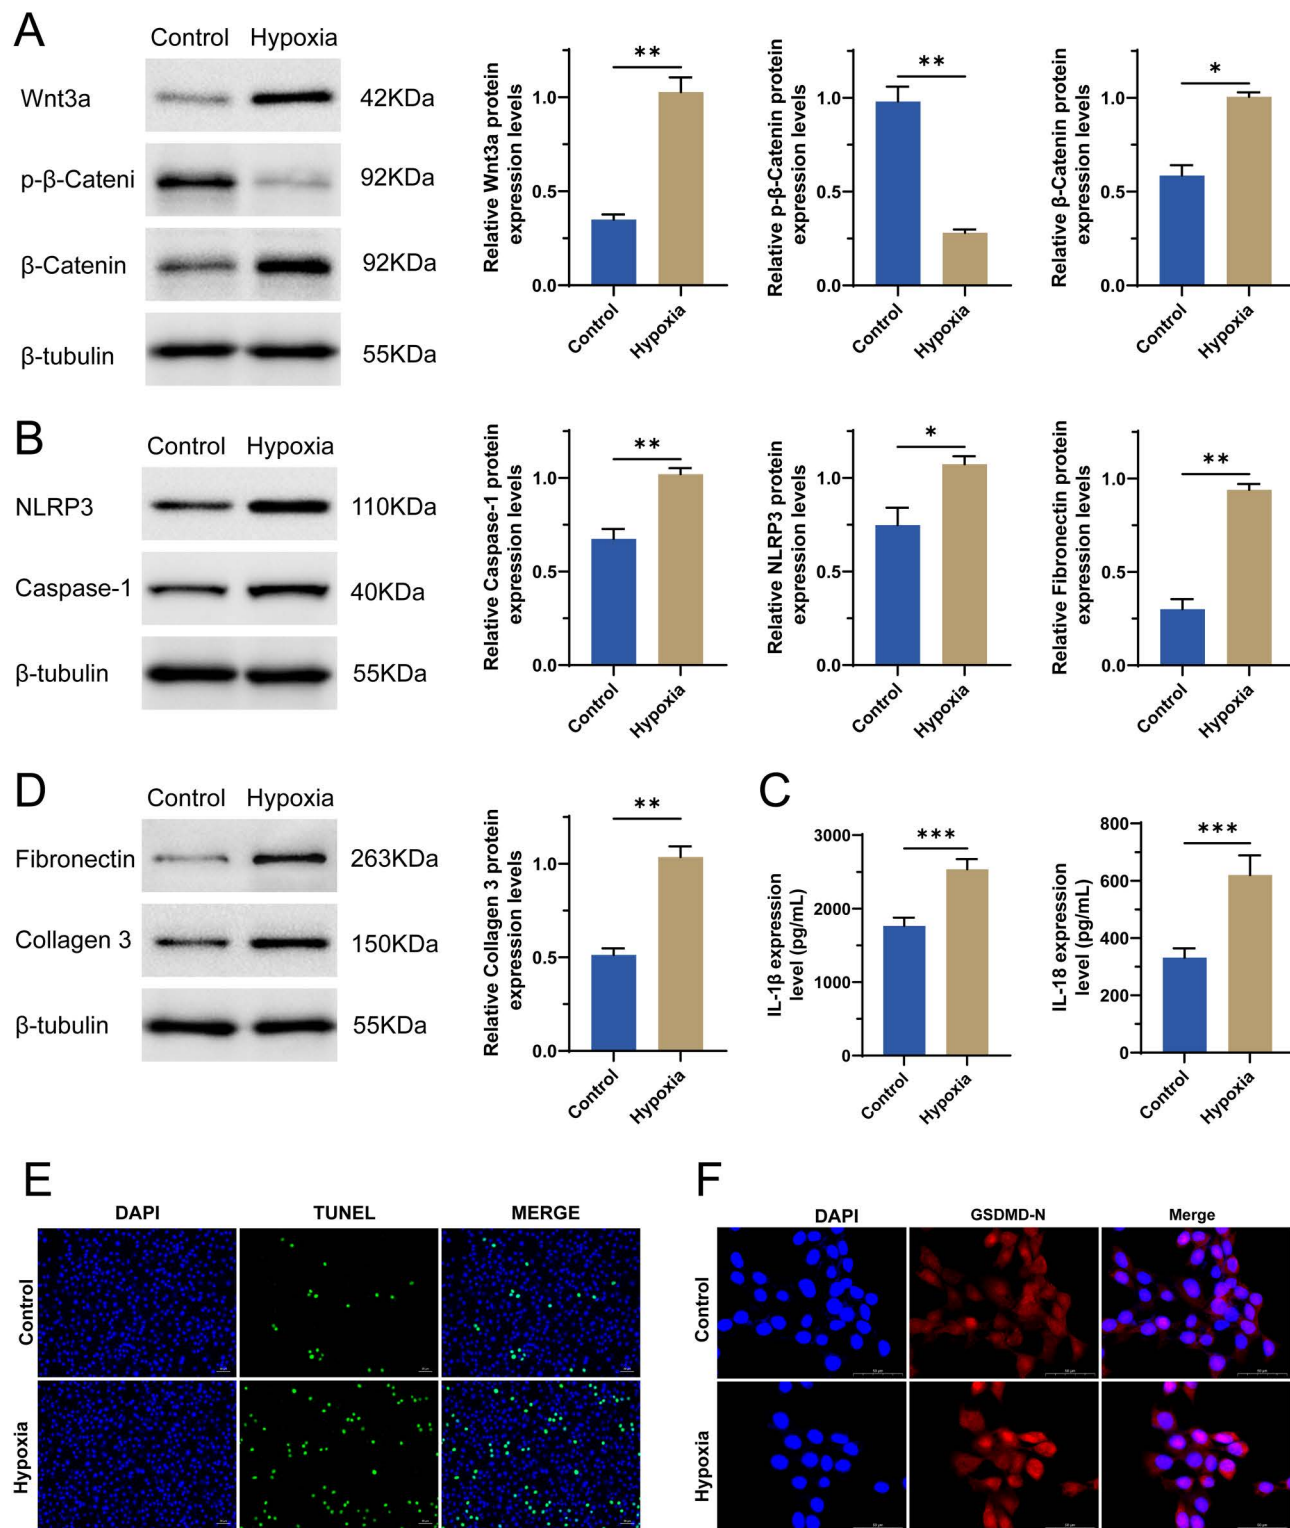 A
Control Hypoxia
Wnt3a 42KDa
p-β-Cateni 92KDa
β-Catenin 92KDa
β-tubulin 55KDa
Relative Wnt3a protein
expression levels
1.0
0.5
0.0
**
Control
Hypoxia
Relative p-β-Catenin protein
expression levels
1.0
0.5
0.0
**
Control
Hypoxia
Relative β-Catenin protein
expression levels
1.0
0.5
0.0
*
Control
Hypoxia
B
Control Hypoxia
NLRP3 110KDa
Caspase-1 40KDa
β-tubulin 55KDa
Relative Caspase-1 protein
expression levels
1.0
0.5
0.0
**
Control
Hypoxia
Relative NLRP3 protein
expression levels
1.0
0.5
0.0
*
Control
Hypoxia
Relative Fibronectin protein
expression levels
1.0
0.5
0.0
**
Control
Hypoxia
D
Control Hypoxia
Fibronectin 263KDa
Collagen 3 150KDa
β-tubulin 55KDa
Relative Collagen 3 protein
expression levels
1.0
0.5
0.0
**
Control
Hypoxia
C
IL-1β expression
level (pg/mL)
3000
2000
1000
0
***
Control
Hypoxia
IL-18 expression
level (pg/mL)
800
600
400
200
0
***
Control
Hypoxia
E
DAPI TUNEL MERGE
Control
Hypoxia
F
DAPI GSDMD-N Merge
Control
Hypoxia